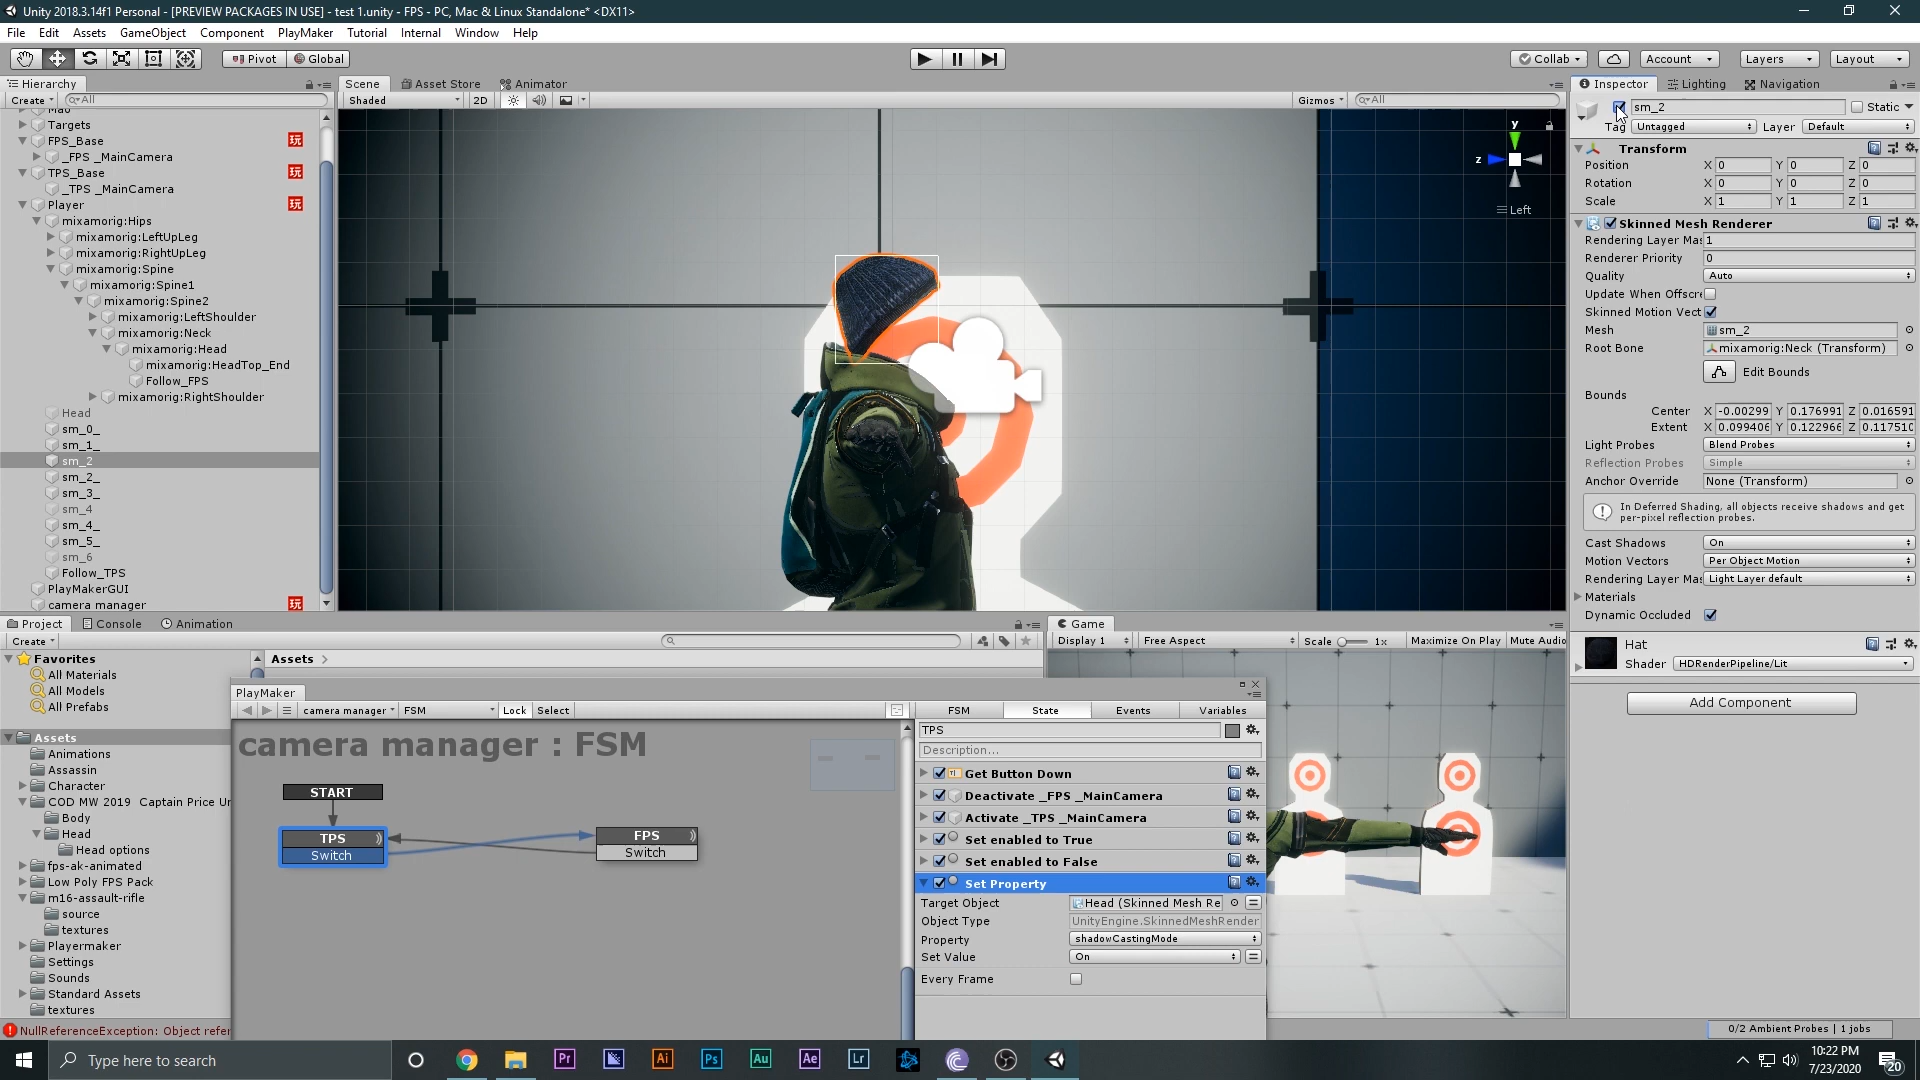 Unity 2018.3.14f1 Personal - [PREVIEW PACKAGES IN USE] - test 1.unity - FPS - PC, Mac & Linux Standalone* <DX11>
File Edit Assets GameObject Component PlayMaker Tutorial Internal Window Help
Pivot Global Collab Account Layers Layout
Hierarchy Scene Asset Store Animator Inspector Lighting Navigation
Create All Shaded 2D Gizmos All
Targets
FPS_Base
_FPS _MainCamera
TPS_Base
_TPS _MainCamera
Player
mixamorig:Hips
mixamorig:LeftUpLeg
mixamorig:RightUpLeg
mixamorig:Spine
mixamorig:Spine1
mixamorig:Spine2
mixamorig:LeftShoulder
mixamorig:Neck
mixamorig:Head
mixamorig:HeadTop_End
Follow_FPS
mixamorig:RightShoulder
Head
sm_0_
sm_1_
sm_2
sm_2_
sm_3_
sm_4
sm_4_
sm_5_
sm_6
Follow_TPS
PlayMakerGUI
camera manager
玩
玩
玩
玩
y
z
Left
sm_2 Static
Tag Untagged Layer Default
Transform
Position X 0 Y 0 Z 0
Rotation X 0 Y 0 Z 0
Scale X 1 Y 1 Z 1
Skinned Mesh Renderer
Rendering Layer Mas 1
Renderer Priority 0
Quality Auto
Update When Offscre
Skinned Motion Vect
Mesh sm_2
Root Bone mixamorig:Neck (Transform)
Edit Bounds
Bounds
Center X -0.00299 Y 0.176991 Z 0.016591
Extent X 0.099406 Y 0.122966 Z 0.117510
Light Probes Blend Probes
Reflection Probes Simple
Anchor Override None (Transform)
In Deferred Shading, all objects receive shadows and get
per-pixel reflection probes.
Cast Shadows On
Motion Vectors Per Object Motion
Rendering Layer Mas Light Layer default
Materials
Dynamic Occluded
Hat
Shader HDRenderPipeline/Lit
Add Component
Project Console Animation
Create
Favorites
All Materials
All Models
All Prefabs
Assets
Animations
Assassin
Character
COD MW 2019 Captain Price Ur
Body
Head
Head options
fps-ak-animated
Low Poly FPS Pack
m16-assault-rifle
source
textures
Playermaker
Settings
Sounds
Standard Assets
textures
Assets
Game
Display 1 Free Aspect Scale 1x Maximize On Play Mute Audio
PlayMaker
camera manager FSM Lock Select
camera manager : FSM
START
TPS
Switch
FPS
Switch
FSM State Events Variables
TPS
Description...
Get Button Down
Deactivate _FPS _MainCamera
Activate _TPS _MainCamera
Set enabled to True
Set enabled to False
Set Property
Target Object Head (Skinned Mesh Re
Object Type UnityEngine.SkinnedMeshRender
Property shadowCastingMode
Set Value On
Every Frame
NullReferenceException: Object refer
0/2 Ambient Probes | 1 jobs
Type here to search
Pr Ai Ps Au Ae Lr
10:22 PM
7/23/2020
20